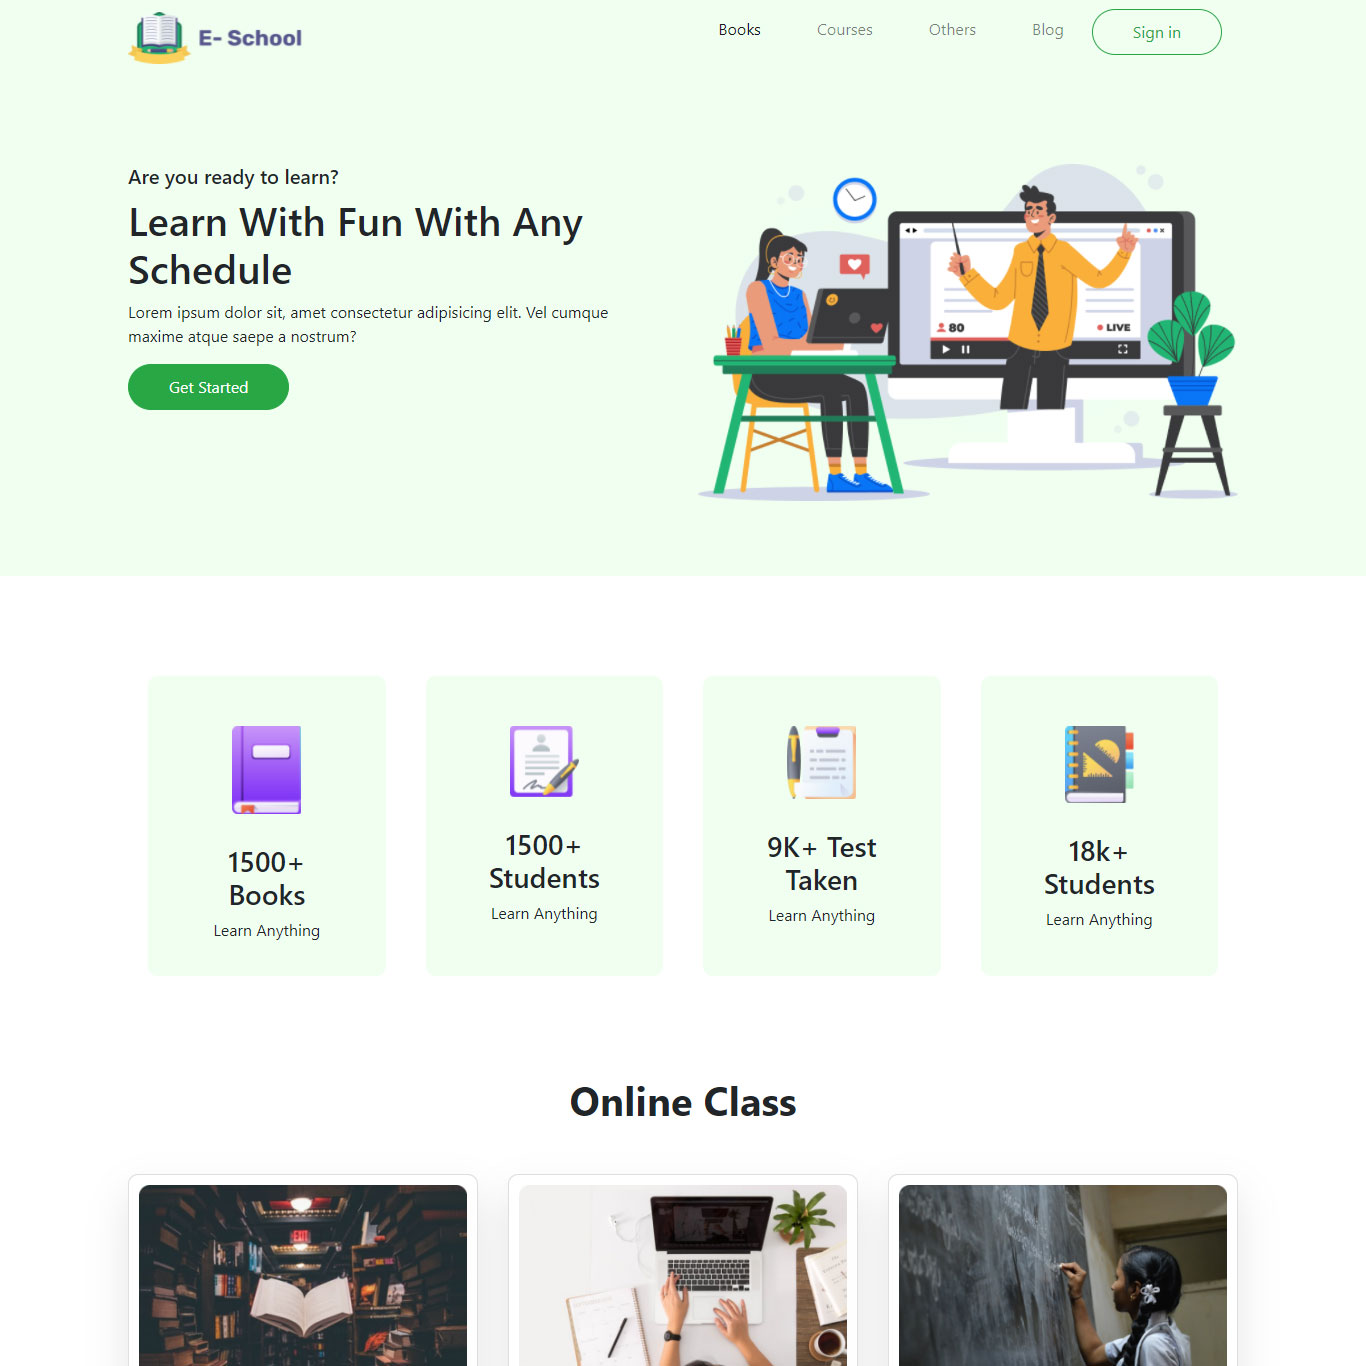 E- School
Books
Courses
Others
Blog
Sign in
Are you ready to learn?
Learn With Fun With Any
Schedule
Lorem ipsum dolor sit, amet consectetur adipisicing elit. Vel cumque
maxime atque saepe a nostrum?
Get Started
80
LIVE
1500+
Books
Learn Anything
1500+
Students
Learn Anything
9K+ Test
Taken
Learn Anything
18k+
Students
Learn Anything
Online Class
EXIT